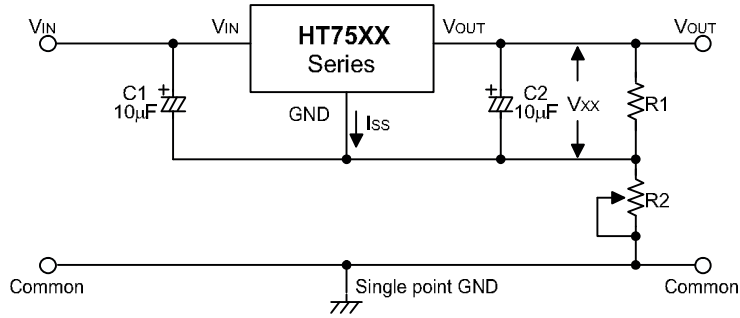 VIN
VIN
HT75XX
Series
VOUT
VOUT
C1
10μF
GND
ISS
C2
10μF
VXX
R1
R2
Common
Single point GND
Common